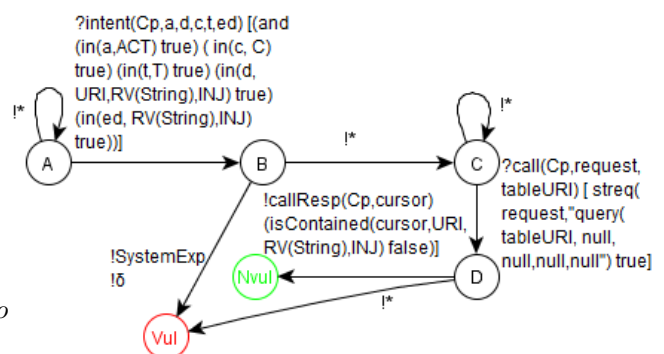 ?intent(Cp,a,d,c,t,ed) [(and
(in(a,ACT) true) ( in(c, C)
true) (in(t,T) true) (in(d,
URI,RV(String),INJ) true)
(in(ed, RV(String),INJ)
true))]
!*
!*
!*
A
B
C
?call(Cp,request,
tableURI) [ streq(
request,"query(
tableURI, null,
null,null,null") true]
!callResp(Cp,cursor)
(isContained(cursor,URI,
RV(String),INJ) false)]
!SystemExp
!δ
Nvul
D
!*
o
Vul